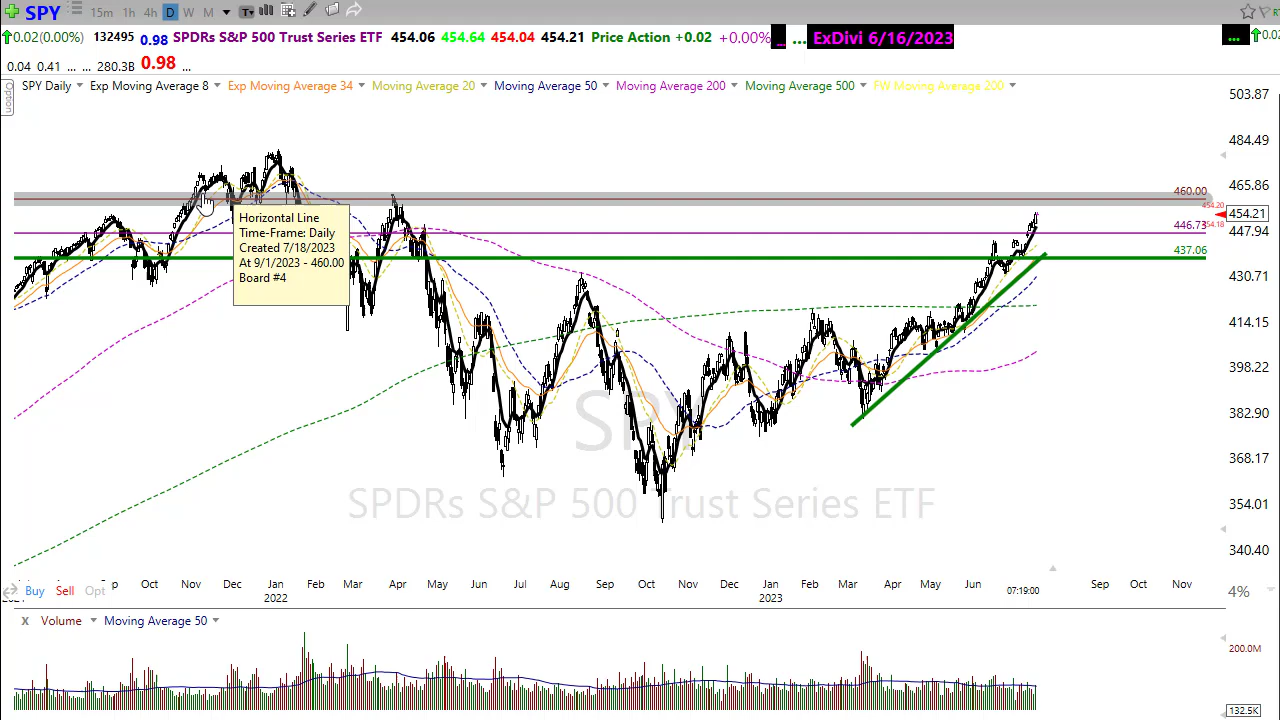 SPY 15m 1h 4h D W M T
0.02(0.00%) 132495 0.98 SPDRs S&P 500 Trust Series ETF 454.06 454.64 454.04 454.21 Price Action +0.02 +0.00% ... ... ExDivi 6/16/2023 ... 0.02
0.04 0.41 ... ... 280.3B 0.98 ...
Option
SPY Daily Exp Moving Average 8 Exp Moving Average 34 Moving Average 20 Moving Average 50 Moving Average 200 Moving Average 500 FW Moving Average 200
503.87
484.49
465.86
460.00
454.20
454.21
446.73
454.18
447.94
437.06
430.71
414.15
398.22
382.90
368.17
354.01
340.40
Horizontal Line
Time-Frame: Daily
Created 7/18/2023
At 9/1/2023 - 460.00
Board #4
SPY
SPDRs S&P 500 Trust Series ETF
Oct Nov Dec Jan Feb Mar Apr May Jun Jul Aug Sep Oct Nov Dec Jan Feb Mar Apr May Jun 07:19:00 Sep Oct Nov
Buy Sell Opt
2022 2023
4%
X Volume Moving Average 50
200.0M
132.5K